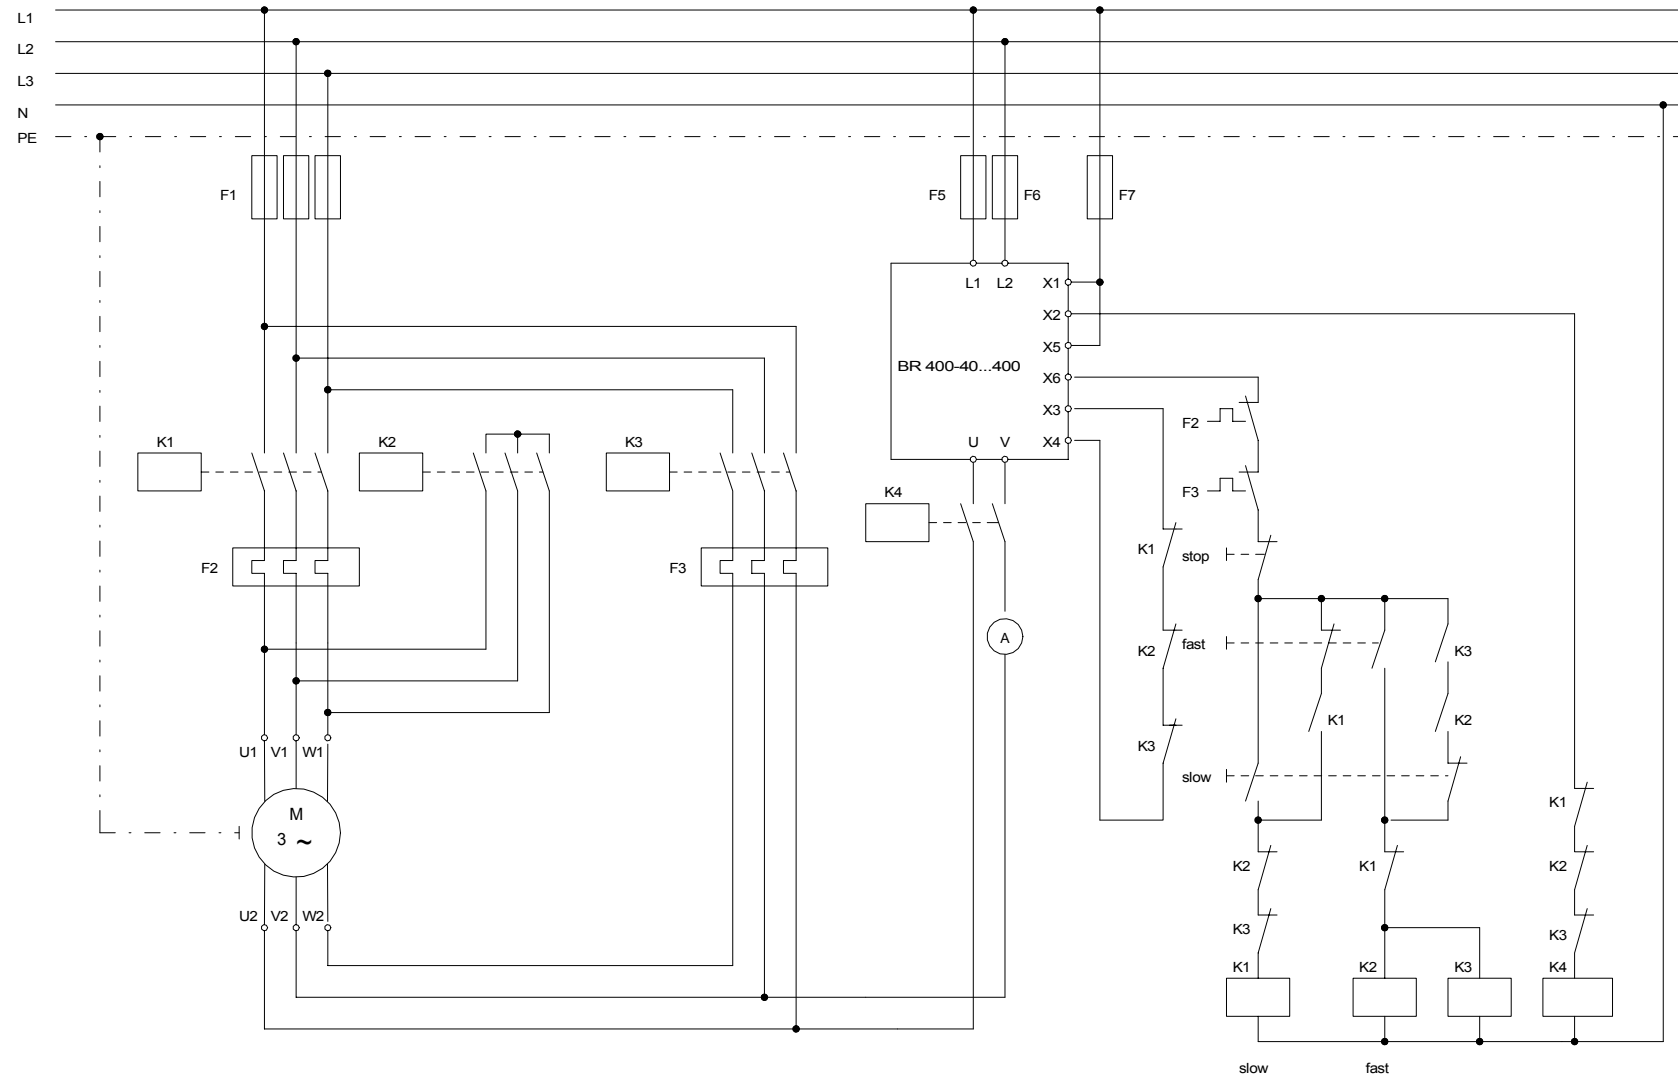 L1
L2
L3
N
PE
F1
F5
F6
F7
L1 L2 X1
X2
X5
BR 400-40...400
X6
X3
U V X4
F2
K1
K2
K3
F3
K4
K1
stop
F2
F3
A
K2
fast
K3
K1
K2
U1 V1 W1
K3
slow
M
3 ~
K1
K2
K1
K2
U2 V2 W2
K3
K3
K1
K2
K3
K4
slow
fast